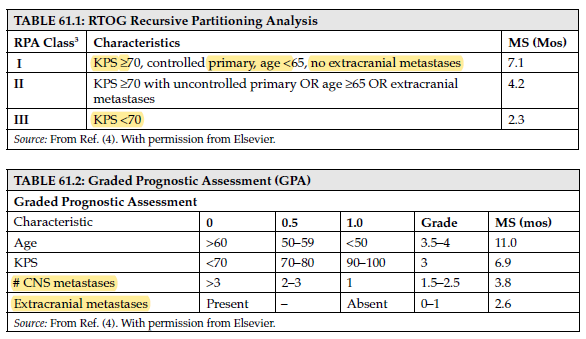 TABLE 61.1: RTOG Recursive Partitioning Analysis
RPA Class³ Characteristics MS (Mos)
I KPS ≥70, controlled primary, age <65, no extracranial metastases 7.1
II KPS ≥70 with uncontrolled primary OR age ≥65 OR extracranial 4.2
metastases
III KPS <70 2.3
Source: From Ref. (4). With permission from Elsevier.
TABLE 61.2: Graded Prognostic Assessment (GPA)
Graded Prognostic Assessment
Characteristic 0 0.5 1.0 Grade MS (mos)
Age >60 50–59 <50 3.5–4 11.0
KPS <70 70–80 90–100 3 6.9
# CNS metastases >3 2–3 1 1.5–2.5 3.8
Extracranial metastases Present – Absent 0–1 2.6
Source: From Ref. (4). With permission from Elsevier.